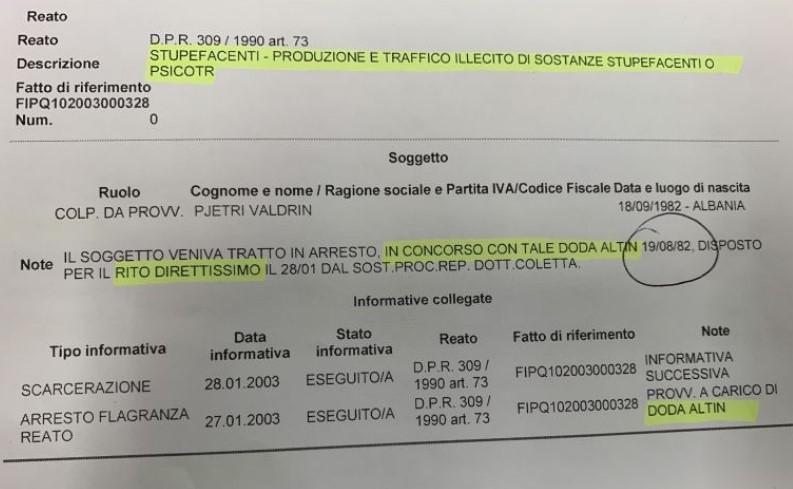 Reato
Reato D.P.R. 309 / 1990 art. 73
Descrizione STUPEFACENTI - PRODUZIONE E TRAFFICO ILLECITO DI SOSTANZE STUPEFACENTI O
PSICOTR
Fatto di riferimento
FIPQ102003000328
Num. 0
Soggetto
Ruolo Cognome e nome / Ragione sociale e Partita IVA/Codice Fiscale Data e luogo di nascita
COLP. DA PROVV. PJETRI VALDRIN 18/09/1982 - ALBANIA
Note IL SOGGETTO VENIVA TRATTO IN ARRESTO, IN CONCORSO CON TALE DODA ALTIN 19/08/82, DISPOSTO
PER IL RITO DIRETTISSIMO IL 28/01 DAL SOST.PROC.REP. DOTT.COLETTA.
Informative collegate
Tipo informativa Data informativa Stato informativa Reato Fatto di riferimento Note
SCARCERAZIONE 28.01.2003 ESEGUITO/A D.P.R. 309 / 1990 art. 73 FIPQ102003000328 INFORMATIVA SUCCESSIVA
ARRESTO FLAGRANZA REATO 27.01.2003 ESEGUITO/A D.P.R. 309 / 1990 art. 73 FIPQ102003000328 PROVV. A CARICO DI DODA ALTIN